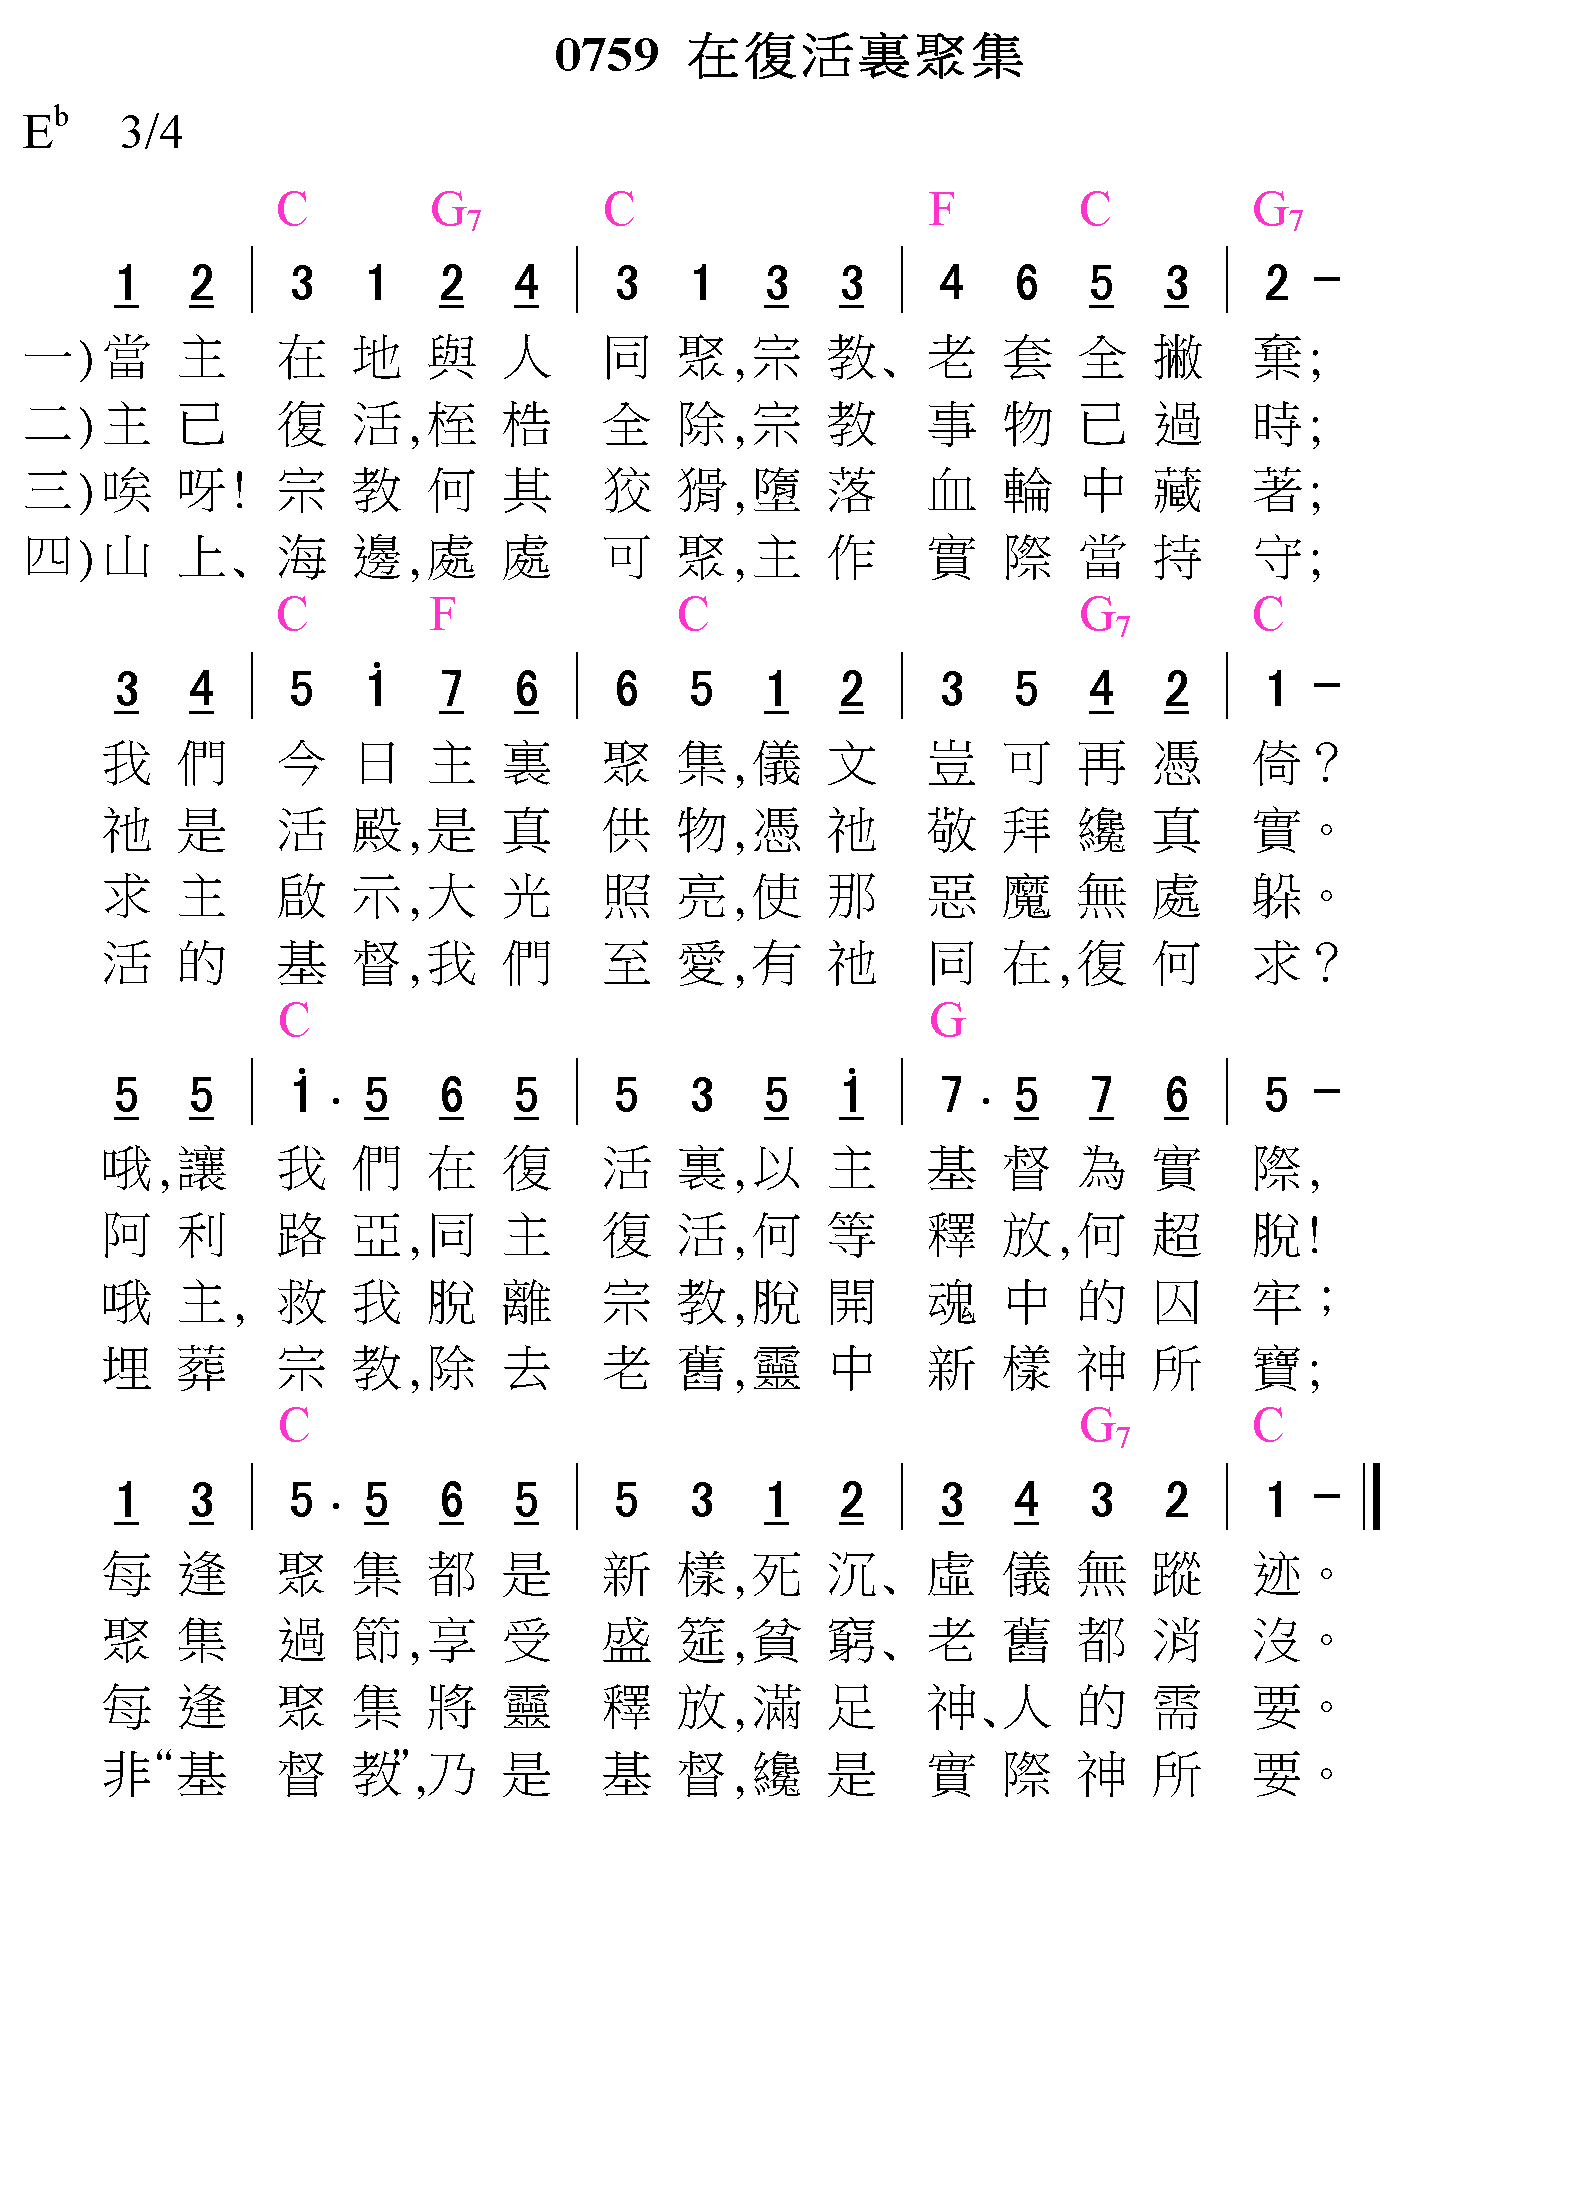 0759 在復活裏聚集
E♭ 3/4
C G7 C F C G7
1 2 | 3 1 2 4 | 3 1 3 3 | 4 6 5 3 | 2 –
一)當主在地與人同聚,宗教、老套全撇棄;
二)主已復活,桎梏全除,宗教事物已過時;
三)唉呀!宗教何其狡猾,墮落血輪中藏著;
四)山上、海邊,處處可聚,主作實際當持守;
C F C G7 C
3 4 | 5 i 7 6 | 6 5 1 2 | 3 5 4 2 | 1 –
我們今日主裏聚集,儀文豈可再憑倚?
祂是活殿,是真供物,憑祂敬拜纔真實。
求主啟示,大光照亮,使那惡魔無處躲。
活的基督,我們至愛,有祂同在,復何求?
C G
5 5 | i · 5 6 5 | 5 3 5 i | 7 · 5 7 6 | 5 –
哦,讓我們在復活裏,以主基督為實際,
阿利路亞,同主復活,何等釋放,何超脫!
哦主,救我脫離宗教,脫開魂中的囚牢;
埋葬宗教,除去老舊,靈中新樣神所寶;
C G7 C
1 3 | 5 · 5 6 5 | 5 3 1 2 | 3 4 3 2 | 1 – ‖
每逢聚集都是新樣,死沉、虛儀無蹤迹。
聚集過節,享受盛筵,貧窮、老舊都消沒。
每逢聚集將靈釋放,滿足神、人的需要。
非“基督教”,乃是基督,纔是實際神所要。